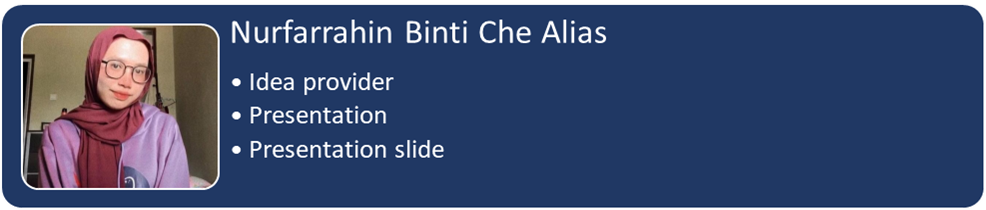 Nurfarrahin Binti Che Alias
• Idea provider
• Presentation
• Presentation slide